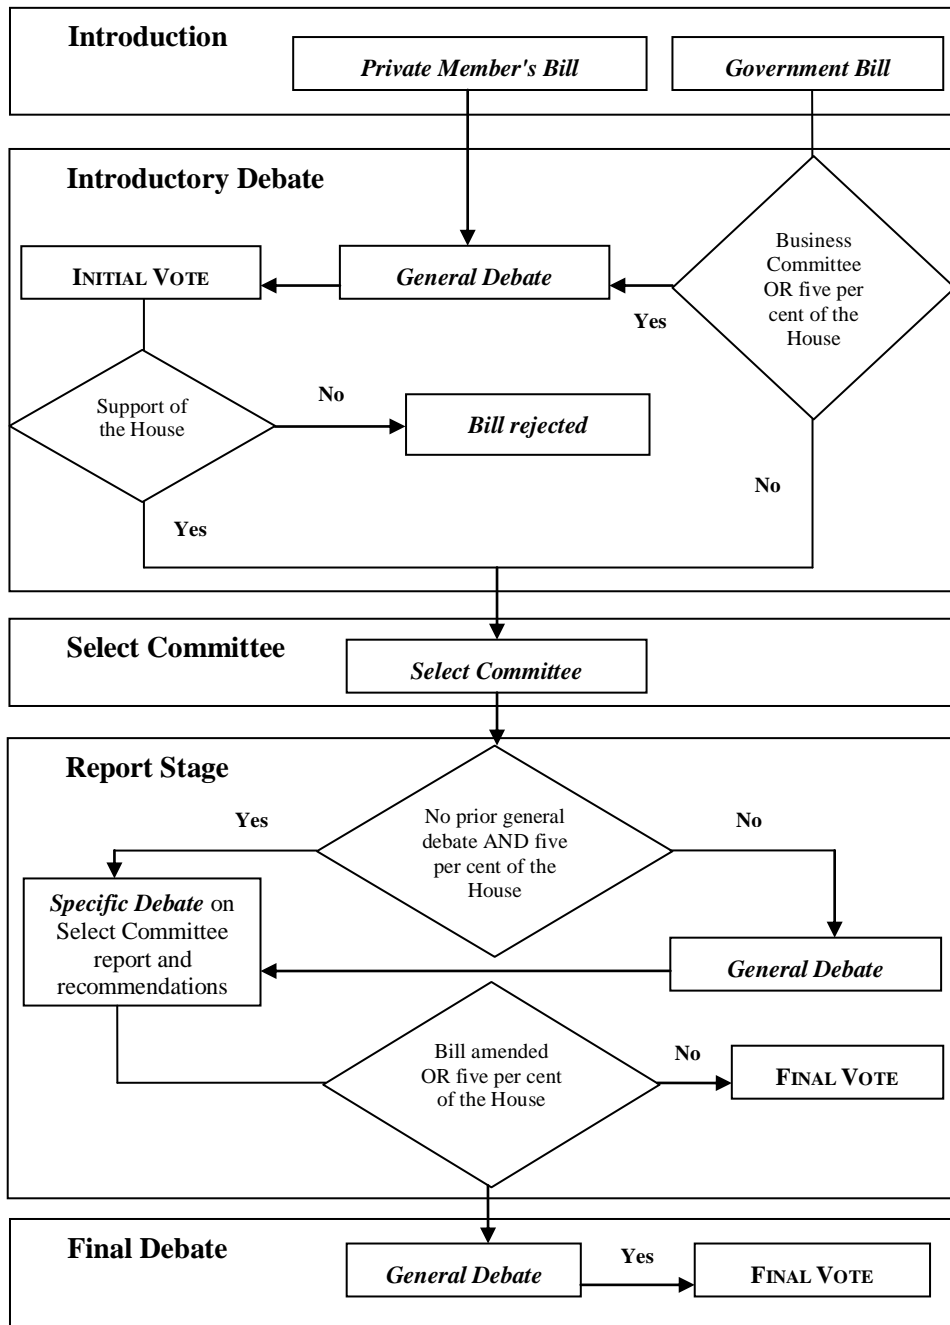 Introduction
Private Member's Bill
Government Bill
Introductory Debate
Business
Committee
OR five per
cent of the
House
INITIAL VOTE
General Debate
Yes
Support of
the House
No
Bill rejected
No
Yes
Select Committee
Select Committee
Report Stage
Yes
No prior general
debate AND five
per cent of the
House
No
Specific Debate on
Select Committee
report and
recommendations
General Debate
Bill amended
OR five per cent
of the House
No
FINAL VOTE
Final Debate
General Debate
Yes
FINAL VOTE